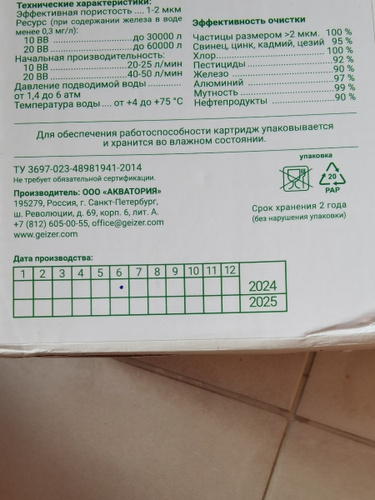 Технические характеристики:
Эффективная пористость .... 1-2 мкм
Ресурс (при содержании железа в воде
менее 0,3 мг/л):
10 ВВ ........................ до 30000 л
20 ВВ ........................ до 60000 л
Начальная производительность:
10 ВВ ........................ 20-25 л/мин
20 ВВ ........................ 40-50 л/мин
Давление подводимой воды ............
от 1,4 до 6 атм
Температура воды .... от +4 до +75 °C
Эффективность очистки
Частицы размером >2 мкм. 100 %
Свинец, цинк, кадмий, цезий 95 %
Хлор........................ 100 %
Пестициды........................ 92 %
Железо ........................ 90 %
Алюминий ........................ 97 %
Мутность........................ 99 %
Нефтепродукты ........................ 90 %
Для обеспечения работоспособности картридж упаковывается
и хранится во влажном состоянии.
ТУ 3697-023-48981941-2014
Не требует обязательной сертификации.
Производитель: ООО «АКВАТОРИЯ»
195279, Россия, г. Санкт-Петербург,
ш. Революции, д. 69, корп. 6, лит. А.
+7 (812) 605-00-55, office@geizer.com
www.geizer.com
упаковка
20
PAP
Срок хранения 2 года
(без нарушения упаковки)
Дата производства:
1 2 3 4 5 6 7 8 9 10 11 12
2024
2025